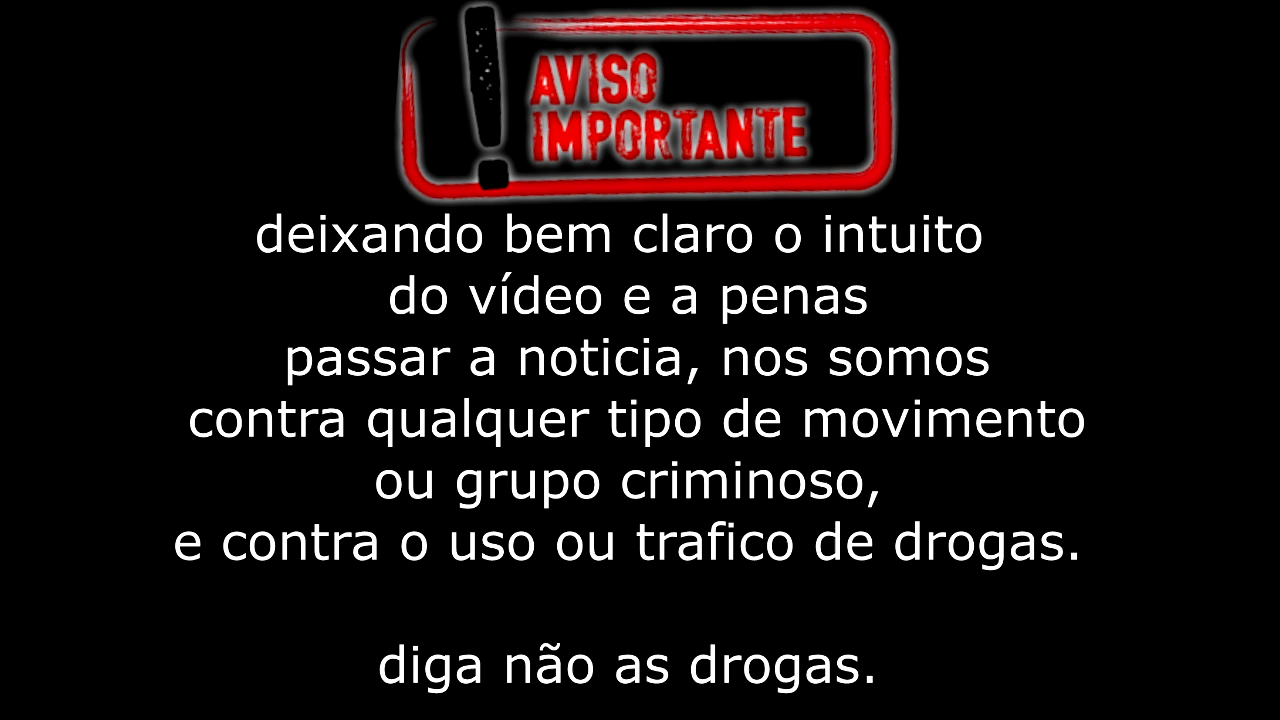 AVISO
IMPORTANTE
deixando bem claro o intuito
do vídeo e a penas
passar a noticia, nos somos
contra qualquer tipo de movimento
ou grupo criminoso,
e contra o uso ou trafico de drogas.
diga não as drogas.